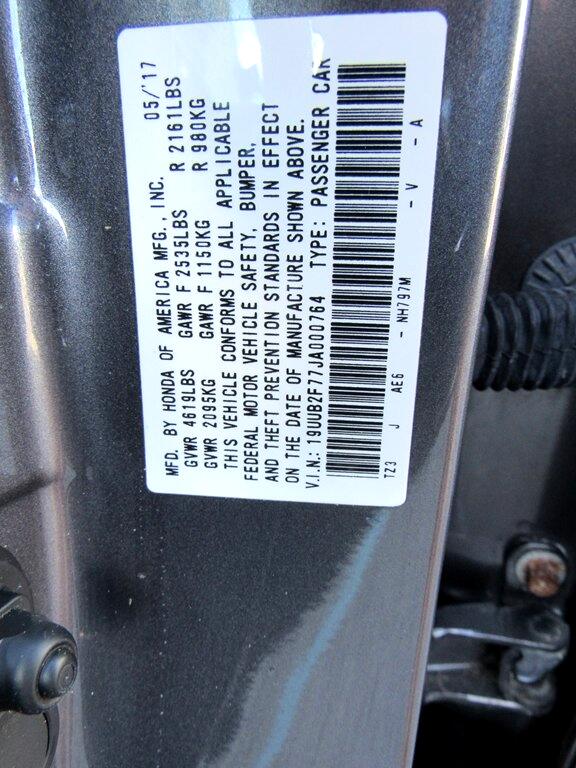 MFD. BY HONDA OF AMERICA MFG., INC. 05/'17
GVWR 4619LBS GAWR F 2535LBS R 2161LBS
GVWR 2095KG GAWR F 1150KG R 980KG
THIS VEHICLE CONFORMS TO ALL APPLICABLE
FEDERAL MOTOR VEHICLE SAFETY, BUMPER,
AND THEFT PREVENTION STANDARDS IN EFFECT
ON THE DATE OF MANUFACTURE SHOWN ABOVE.
V.I.N.: 19UUB2F77JA000764 TYPE: PASSENGER CAR
TZ3 J AE6 - NH797M - V - A